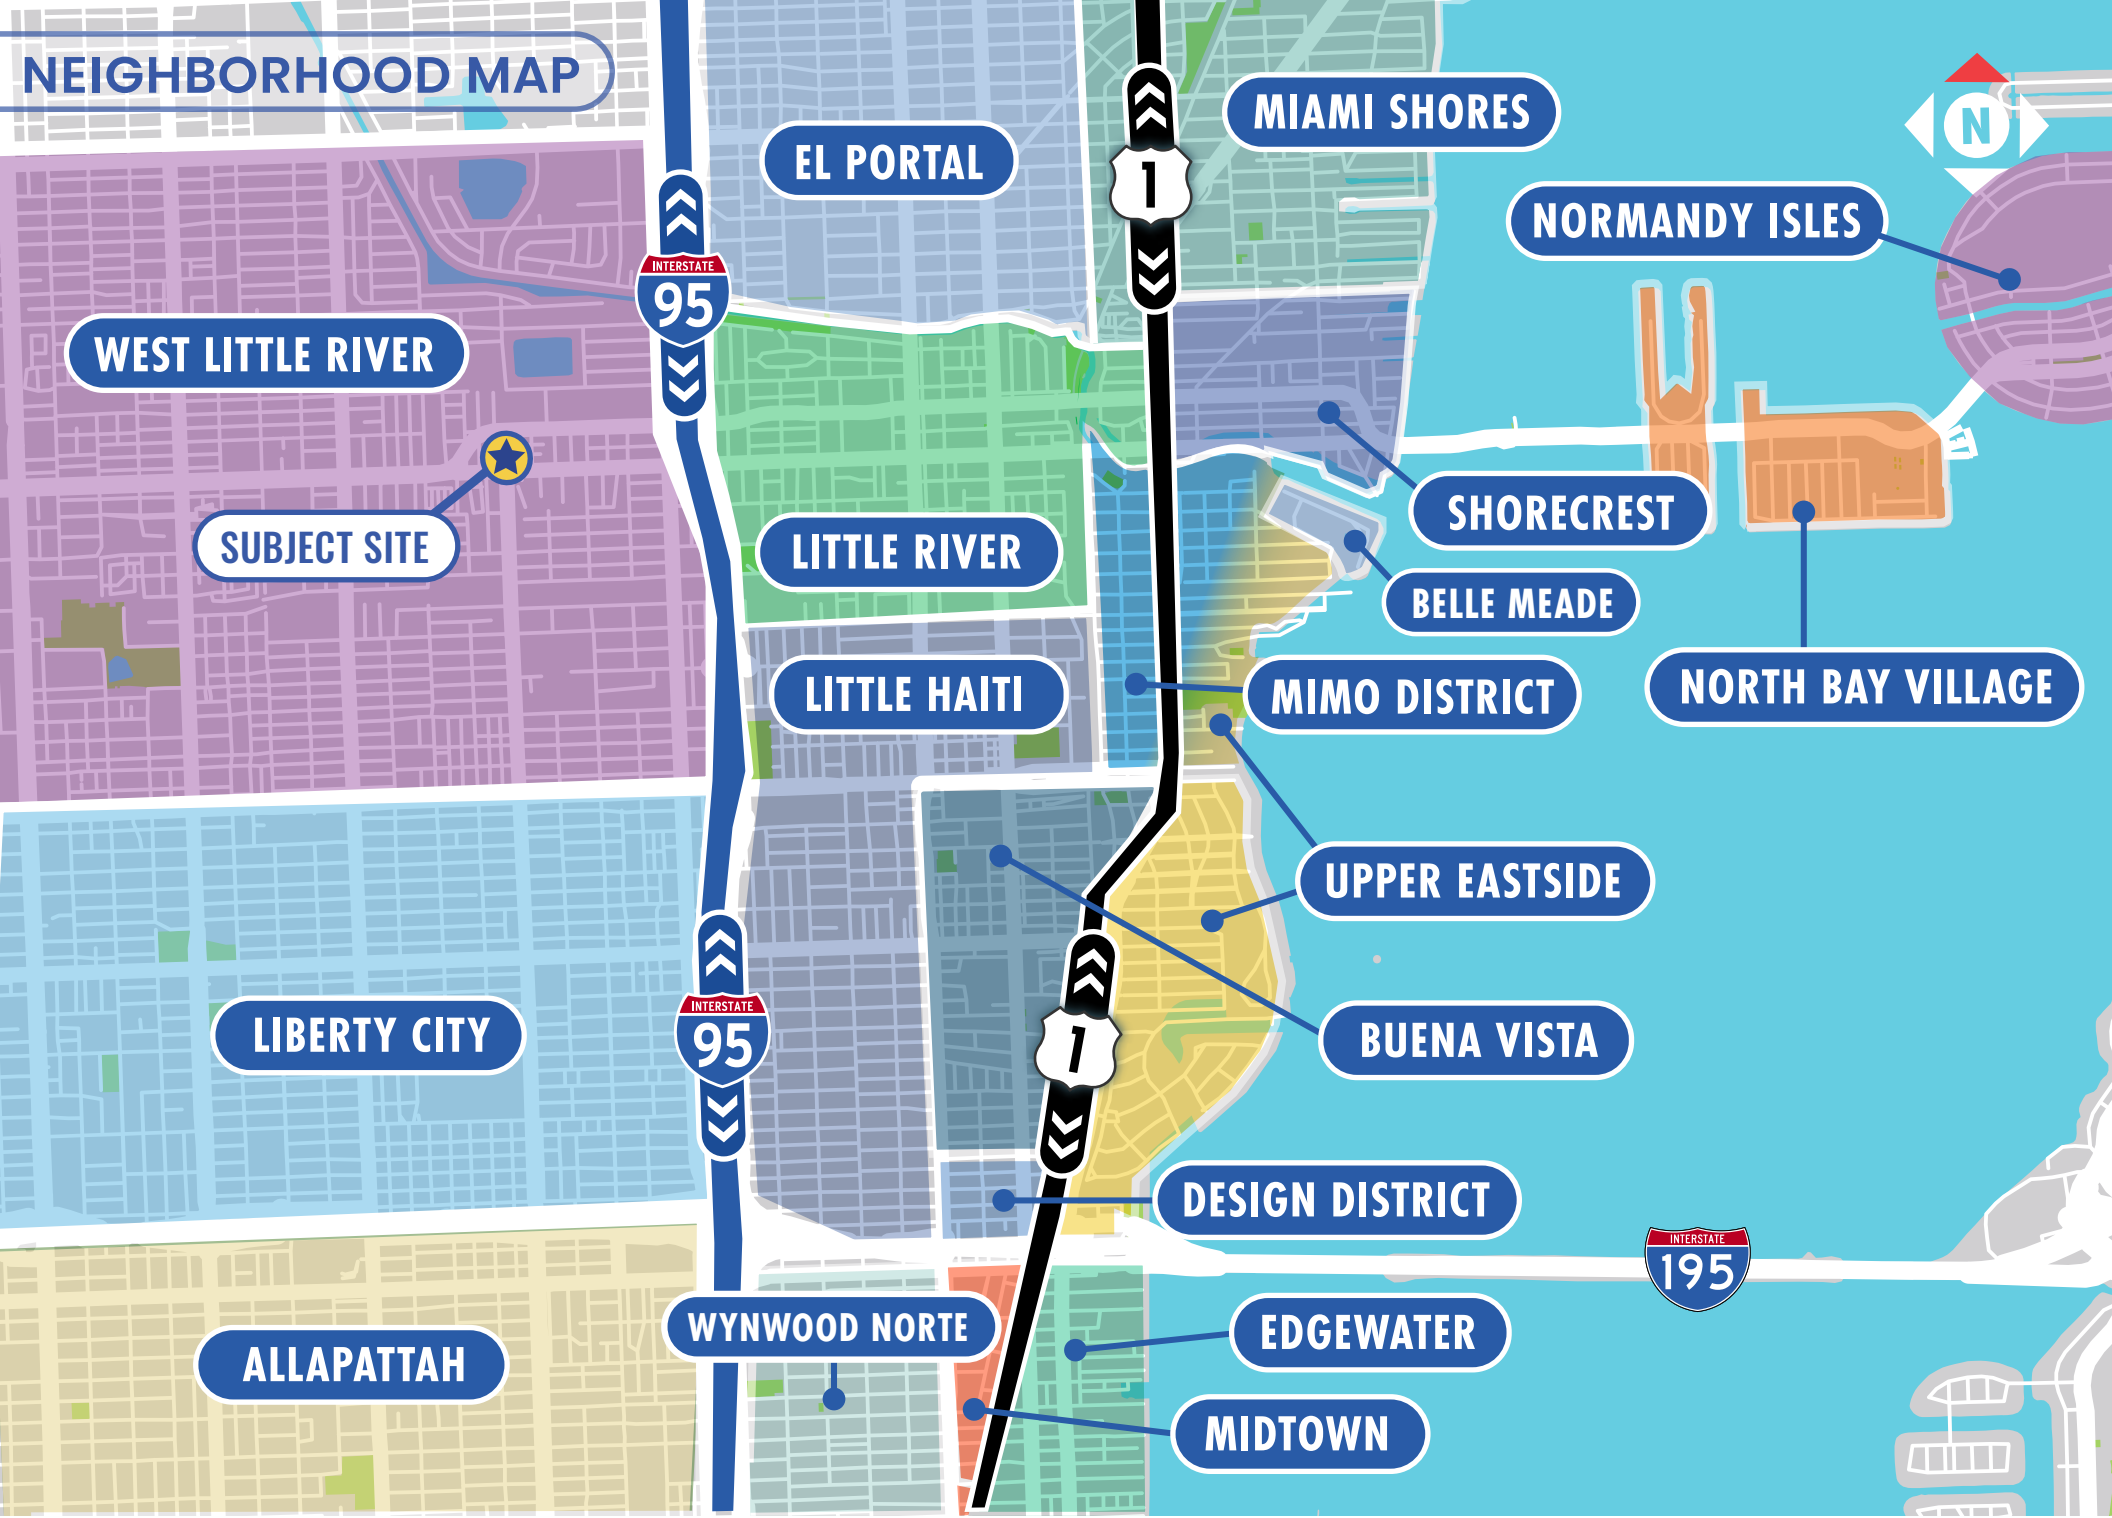 NEIGHBORHOOD MAP
MIAMI SHORES
N
EL PORTAL
1
NORMANDY ISLES
INTERSTATE
95
WEST LITTLE RIVER
SUBJECT SITE
SHORECREST
LITTLE RIVER
BELLE MEADE
LITTLE HAITI
MIMO DISTRICT
NORTH BAY VILLAGE
UPPER EASTSIDE
LIBERTY CITY
INTERSTATE
95
1
BUENA VISTA
DESIGN DISTRICT
INTERSTATE
195
WYNWOOD NORTE
EDGEWATER
ALLAPATTAH
MIDTOWN